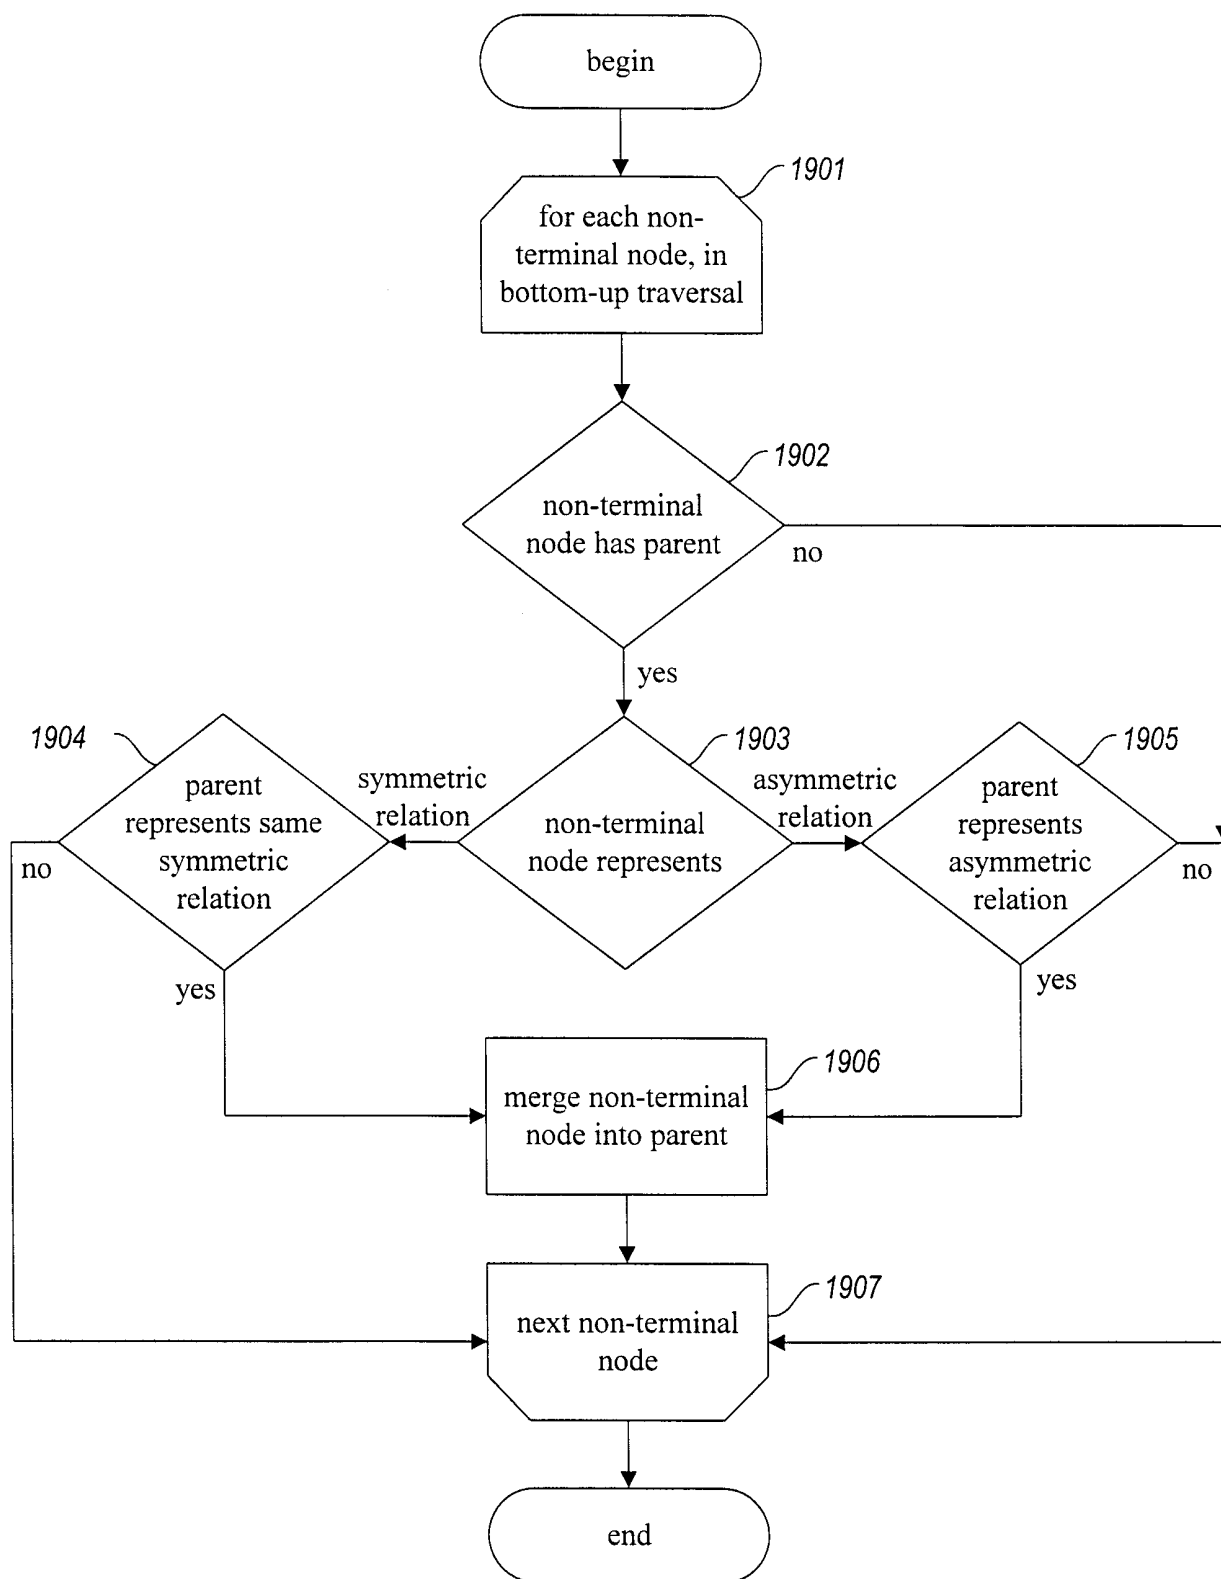 begin
1901
for each non-
terminal node, in
bottom-up traversal
1902
non-terminal
node has parent
no
yes
1904
parent
represents same
symmetric
relation
no
yes
symmetric
relation
1903
non-terminal
node represents
asymmetric
relation
1905
parent
represents
asymmetric
relation
no
yes
1906
merge non-terminal
node into parent
1907
next non-terminal
node
end